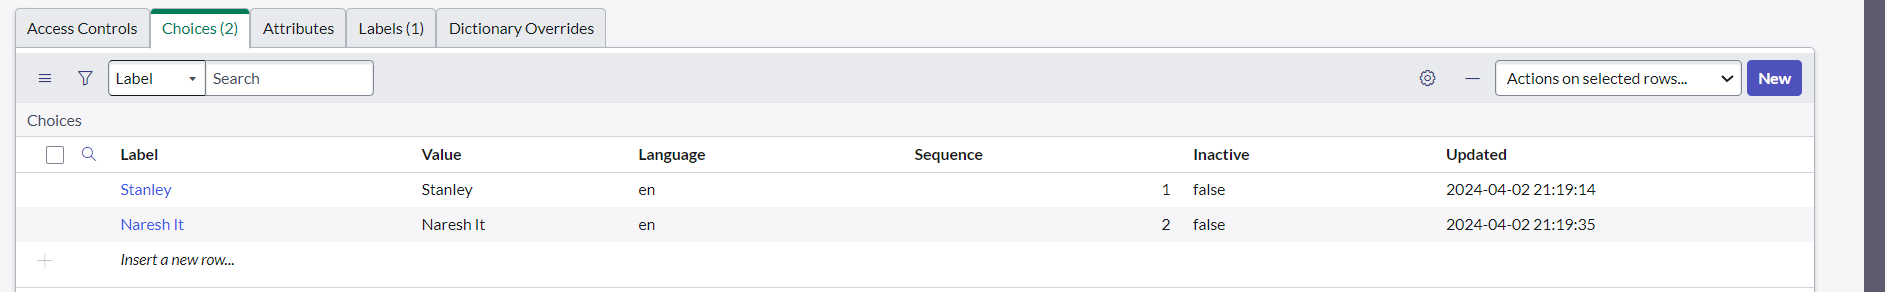 Access Controls Choices (2) Attributes Labels (1) Dictionary Overrides
Label Search Actions on selected rows... New
Choices
Label Value Language Sequence Inactive Updated
Stanley Stanley en 1 false 2024-04-02 21:19:14
Naresh It Naresh It en 2 false 2024-04-02 21:19:35
Insert a new row...